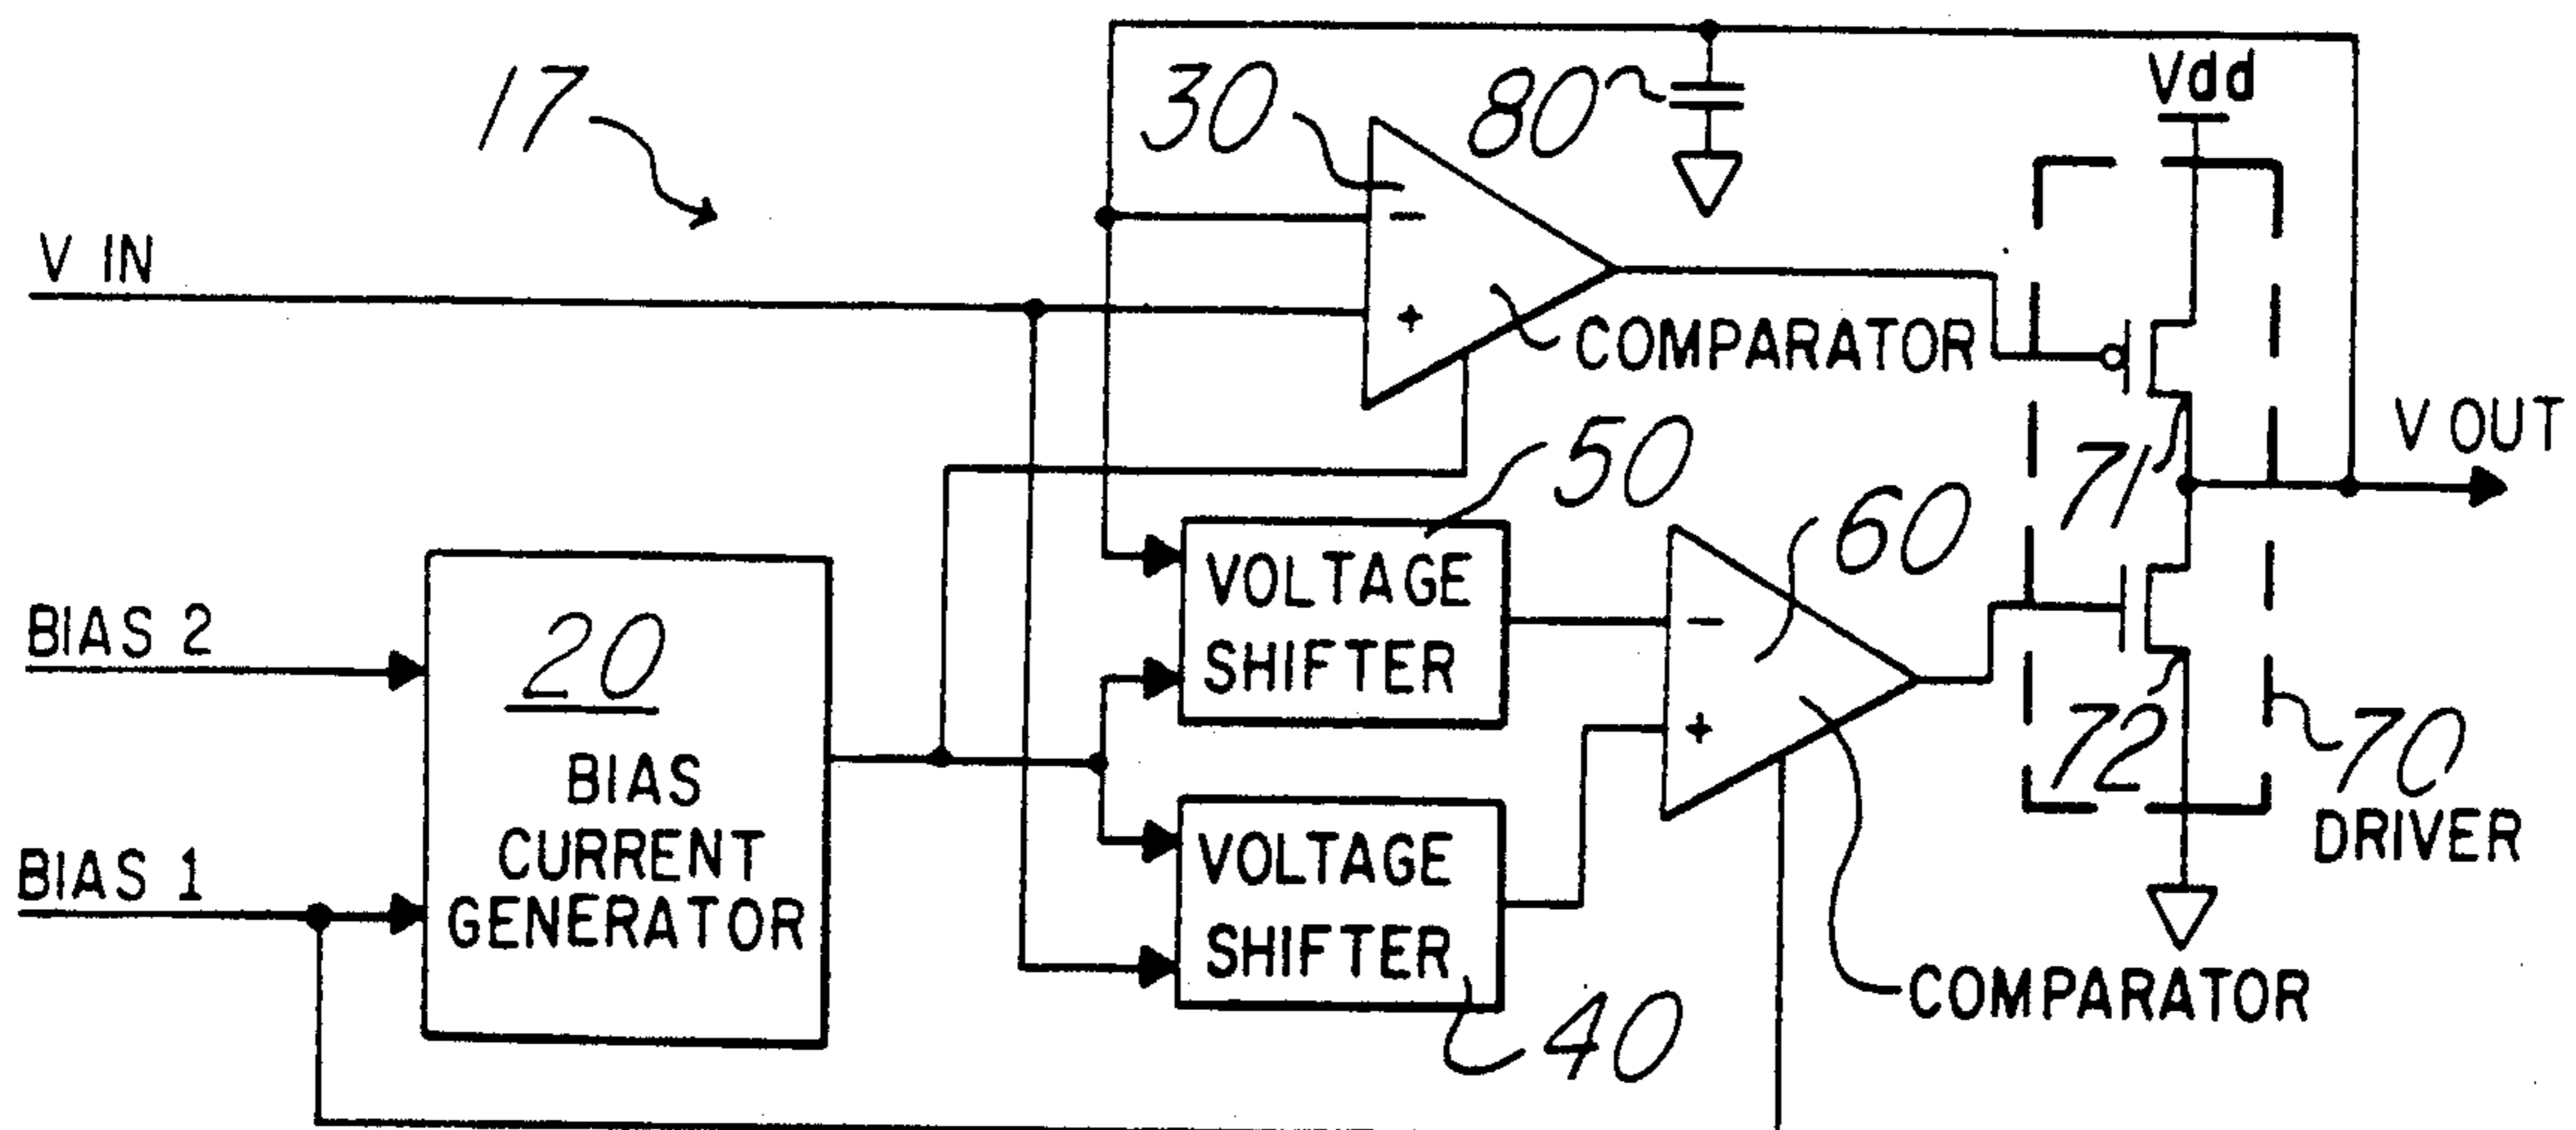 17
30
80
Vdd
V IN
COMPARATOR
71
V OUT
50
VOLTAGE
SHIFTER
60
BIAS 2
20
BIAS
CURRENT
GENERATOR
BIAS 1
VOLTAGE
SHIFTER
40
72
70
DRIVER
COMPARATOR
-
+
-
+